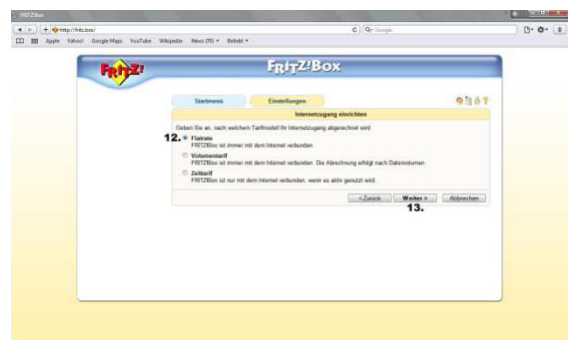 FRITZ!Box
http://fritz.box/
Google
Apple Yahoo! Google Maps YouTube Wikipedia News (70) Beliebt
FRITZ!
FRITZ!Box
Startmenü Einstellungen
Internetzugang einrichten
Geben Sie an, nach welchem Tarifmodell Ihr Internetzugang abgerechnet wird
12. Flatrate
FRITZ!Box ist immer mit dem Internet verbunden.
Volumentarif
FRITZ!Box ist immer mit dem Internet verbunden. Die Abrechnung erfolgt nach Datenvolumen.
Zeittarif
FRITZ!Box ist nur mit dem Internet verbunden, wenn es aktiv genutzt wird.
< Zurück Weiter > Abbrechen
13.